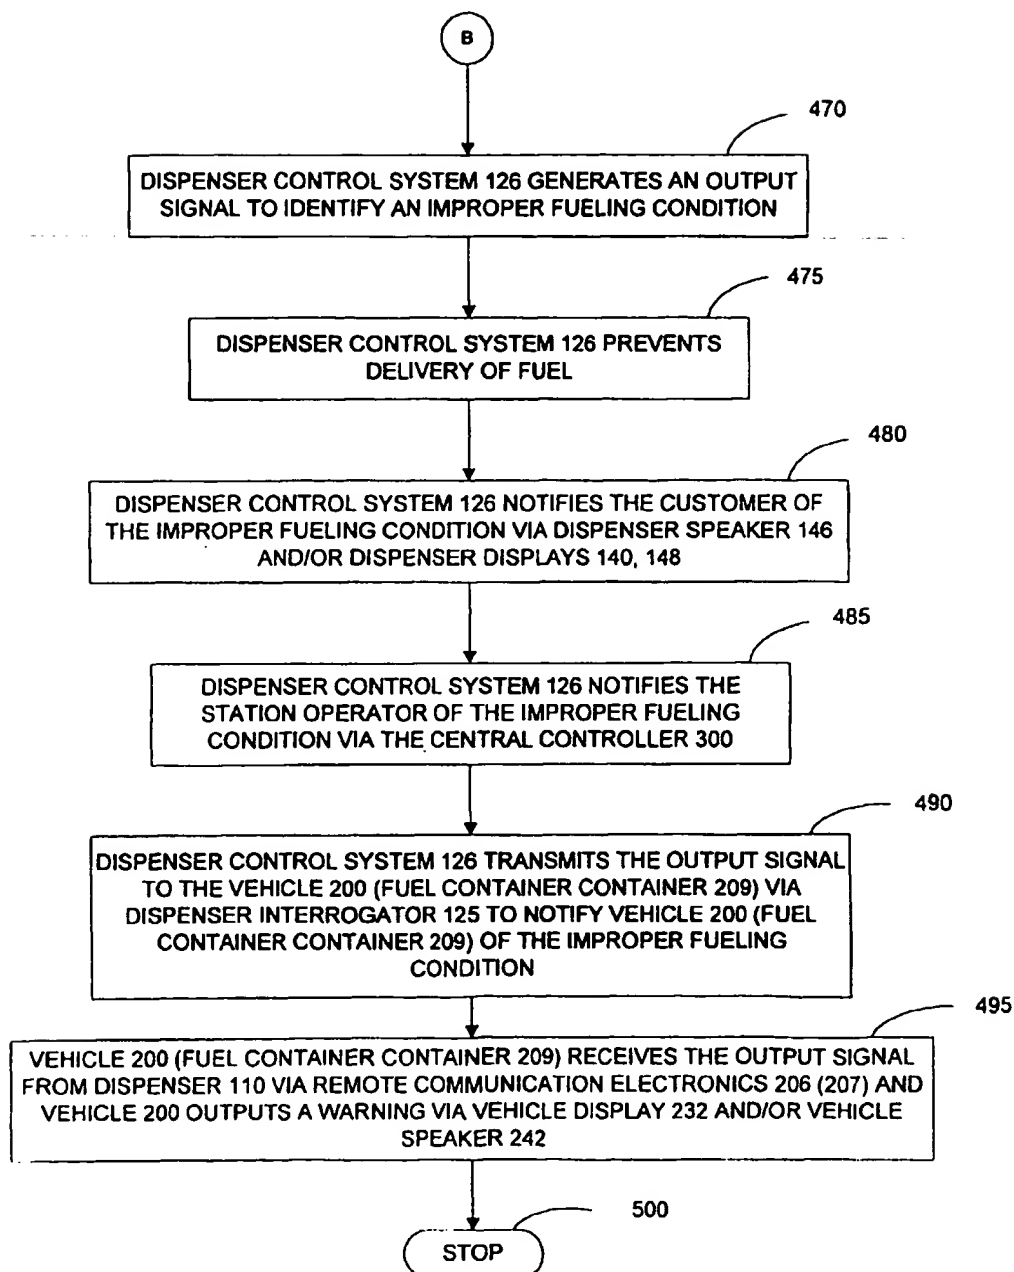 B
470
DISPENSER CONTROL SYSTEM 126 GENERATES AN OUTPUT
SIGNAL TO IDENTIFY AN IMPROPER FUELING CONDITION
475
DISPENSER CONTROL SYSTEM 126 PREVENTS
DELIVERY OF FUEL
480
DISPENSER CONTROL SYSTEM 126 NOTIFIES THE CUSTOMER OF
THE IMPROPER FUELING CONDITION VIA DISPENSER SPEAKER 146
AND/OR DISPENSER DISPLAYS 140, 148
485
DISPENSER CONTROL SYSTEM 126 NOTIFIES THE
STATION OPERATOR OF THE IMPROPER FUELING
CONDITION VIA THE CENTRAL CONTROLLER 300
490
DISPENSER CONTROL SYSTEM 126 TRANSMITS THE OUTPUT SIGNAL
TO THE VEHICLE 200 (FUEL CONTAINER CONTAINER 209) VIA
DISPENSER INTERROGATOR 125 TO NOTIFY VEHICLE 200 (FUEL
CONTAINER CONTAINER 209) OF THE IMPROPER FUELING
CONDITION
495
VEHICLE 200 (FUEL CONTAINER CONTAINER 209) RECEIVES THE OUTPUT SIGNAL
FROM DISPENSER 110 VIA REMOTE COMMUNICATION ELECTRONICS 206 (207) AND
VEHICLE 200 OUTPUTS A WARNING VIA VEHICLE DISPLAY 232 AND/OR VEHICLE
SPEAKER 242
500
STOP